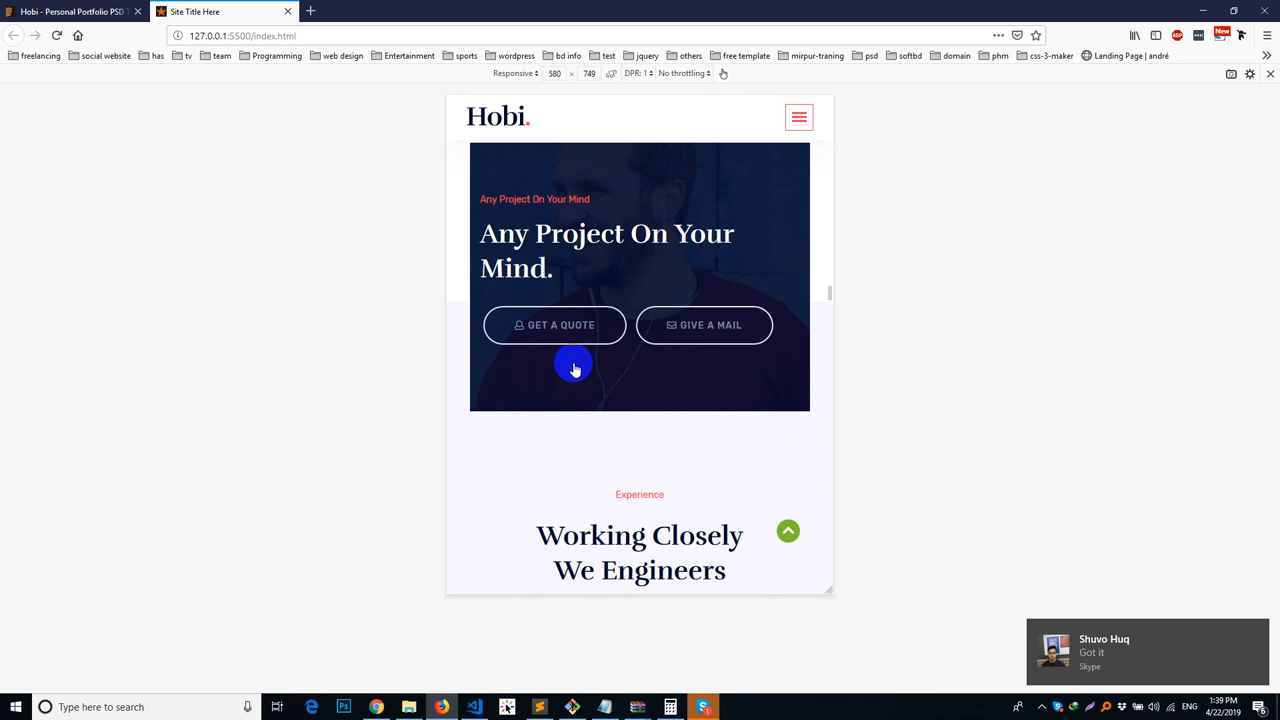 Hobi - Personal Portfolio PSD T
Site Title Here
127.0.0.1:5500/index.html
freelancing social website has tv team Programming web design Entertainment sports wordpress bd info test jquery others free template mirpur-traning psd softbd domain phm css-3-maker Landing Page | andré
New
Responsive 580 × 749 DPR: 1 No throttling
Hobi.
Any Project On Your Mind
Any Project On Your
Mind.
GET A QUOTE GIVE A MAIL
Experience
Working Closely
We Engineers
Shuvo Huq
Got it
Skype
Type here to search
ENG
1:39 PM
4/22/2019